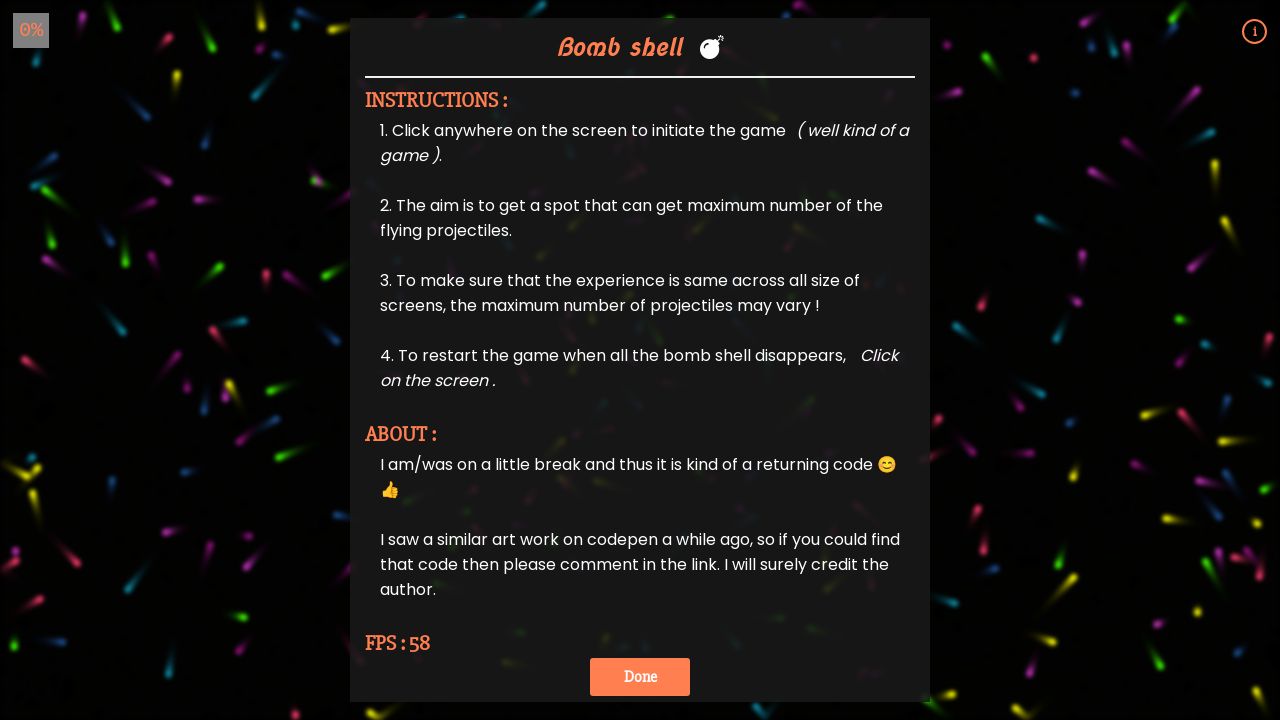 0%
i
Bomb shell 💣
INSTRUCTIONS :
1. Click anywhere on the screen to initiate the game ( well kind of a
game ).
2. The aim is to get a spot that can get maximum number of the
flying projectiles.
3. To make sure that the experience is same across all size of
screens, the maximum number of projectiles may vary !
4. To restart the game when all the bomb shell disappears, Click
on the screen .
ABOUT :
I am/was on a little break and thus it is kind of a returning code 😊
👍
I saw a similar art work on codepen a while ago, so if you could find
that code then please comment in the link. I will surely credit the
author.
FPS : 58
Done